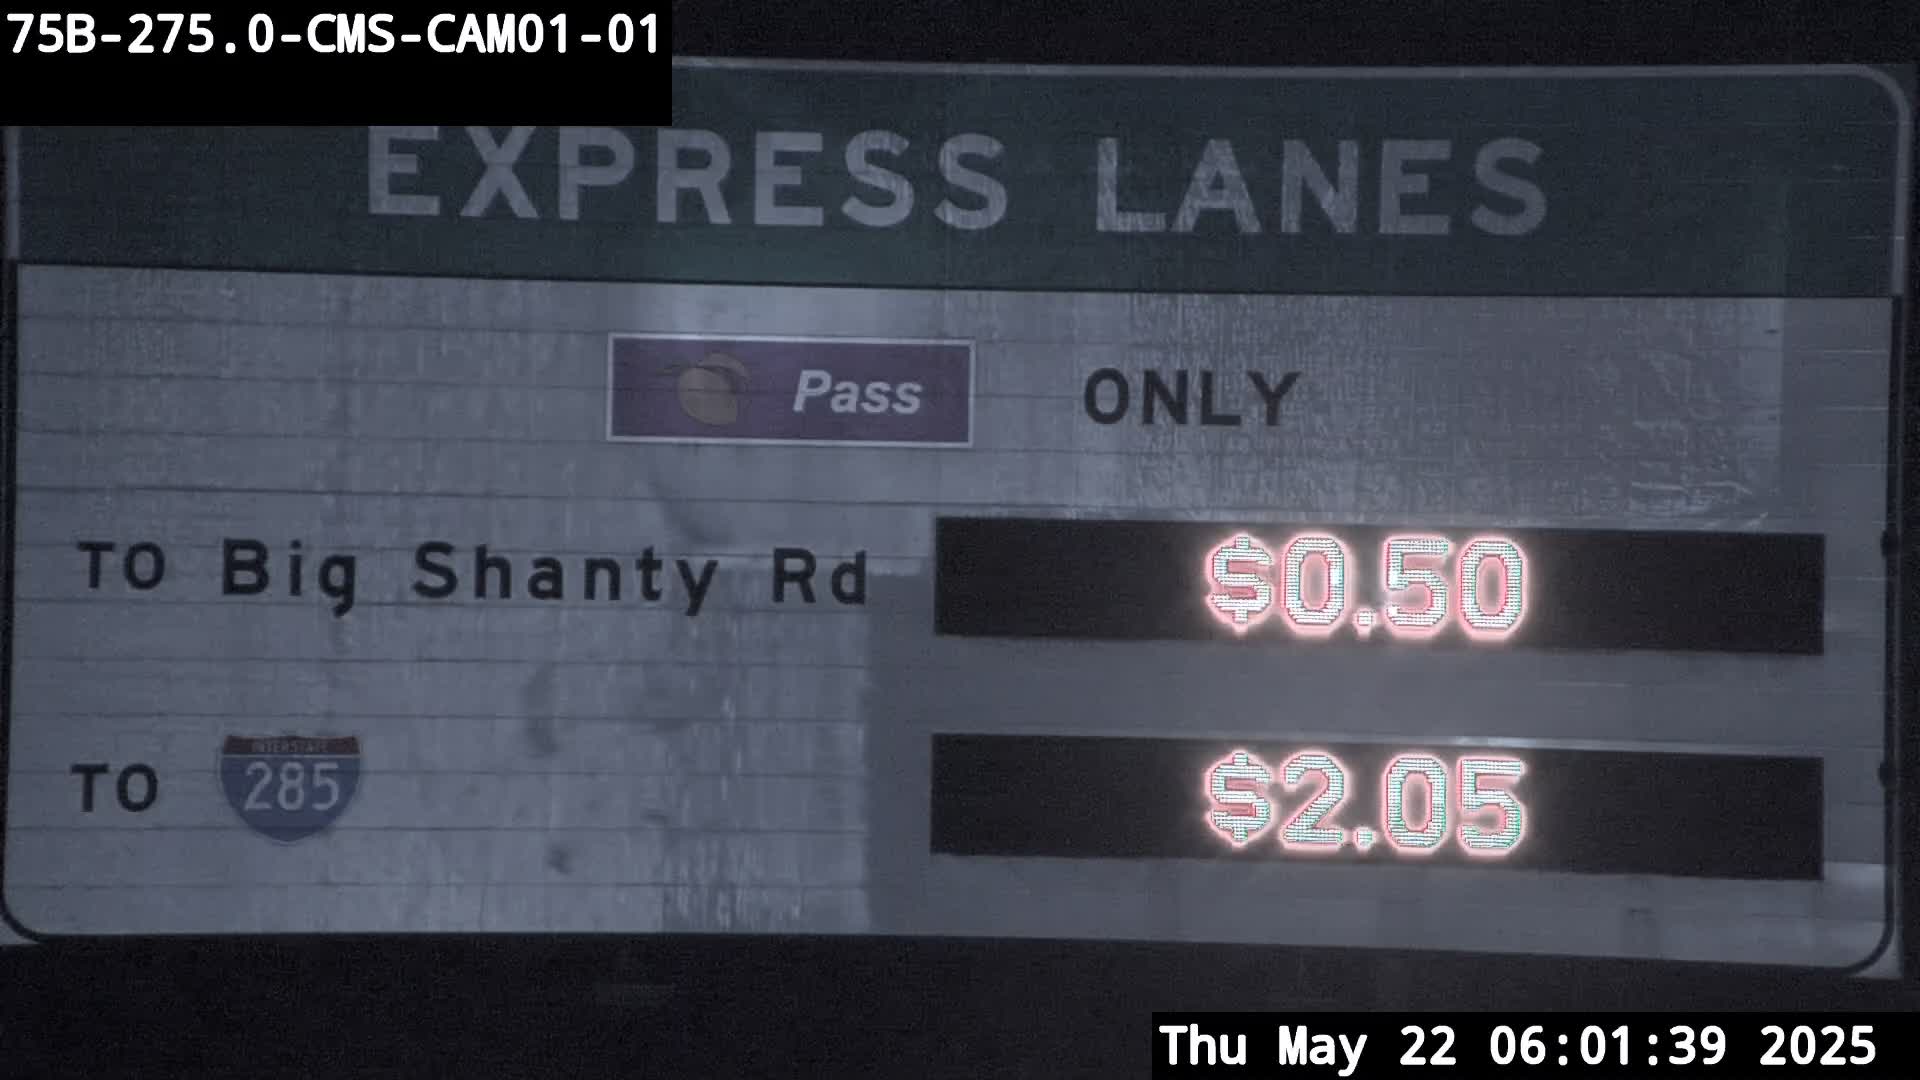 75B-275.0-CMS-CAM01-01
EXPRESS LANES
Pass ONLY
TO Big Shanty Rd $0.50
INTERSTATE
TO 285 $2.05
Thu May 22 06:01:39 2025